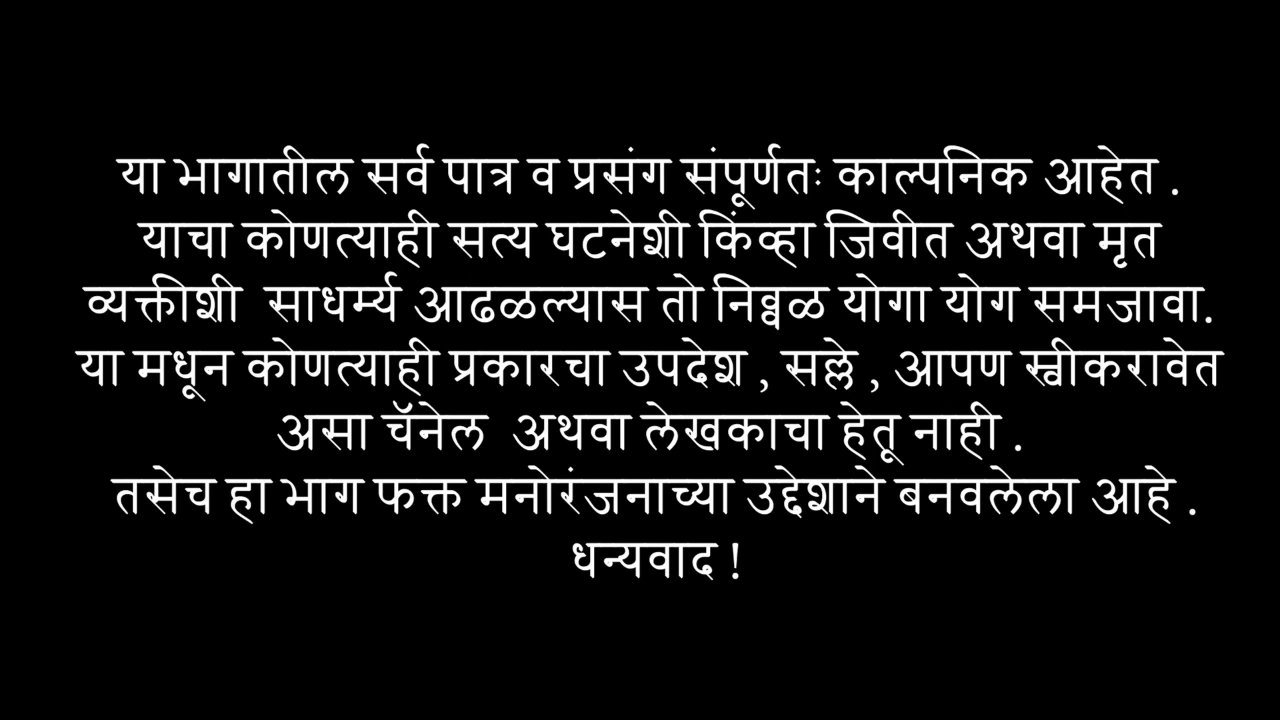 या भागातील सर्व पात्र व प्रसंग संपूर्णतः काल्पनिक आहेत .
याचा कोणत्याही सत्य घटनेशी किंव्हा जिवीत अथवा मृत
व्यक्तीशी साधर्म्य आढळल्यास तो निव्वळ योगा योग समजावा.
या मधून कोणत्याही प्रकारचा उपदेश , सल्ले , आपण स्वीकरावेत
असा चॅनेल अथवा लेखकाचा हेतू नाही .
तसेच हा भाग फक्त मनोरंजनाच्या उद्देशाने बनवलेला आहे .
धन्यवाद !